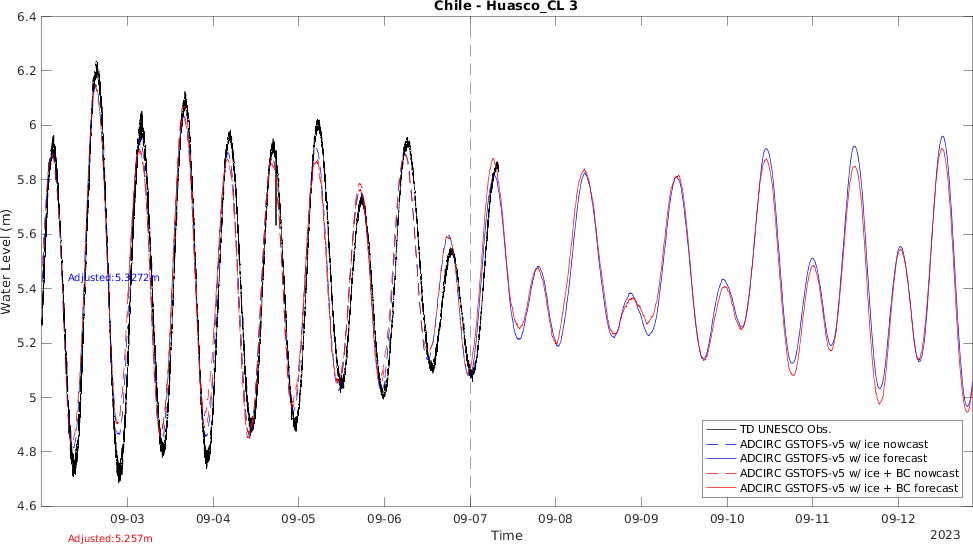 Chile - Huasco_CL 3
6.4
6.2
6
5.8
5.6
5.4
5.2
5
4.8
4.6
Water Level (m)
Adjusted:5.3272m
TD UNESCO Obs.
ADCIRC GSTOFS-v5 w/ ice nowcast
ADCIRC GSTOFS-v5 w/ ice forecast
ADCIRC GSTOFS-v5 w/ ice + BC nowcast
ADCIRC GSTOFS-v5 w/ ice + BC forecast
09-03 09-04 09-05 09-06 09-07 09-08 09-09 09-10 09-11 09-12
Time
2023
Adjusted:5.257m